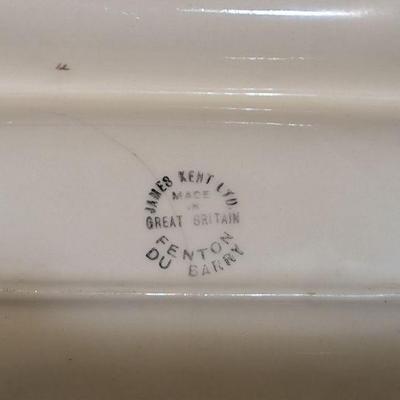 JAMES KENT LTD.
MADE
IN
GREAT BRITAIN
FENTON
DU BARRY